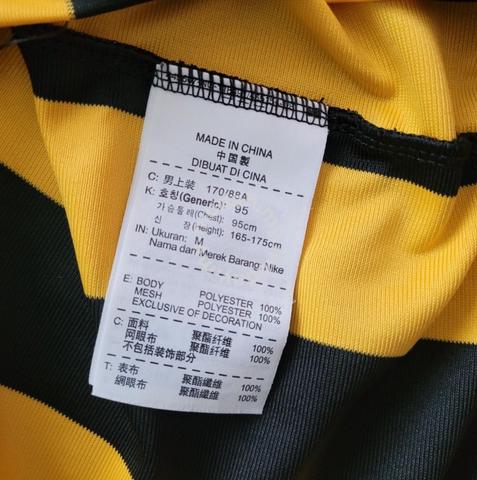 MADE IN CHINA
中国製
DIBUAT DI CINA
C: 男上装 170/88A
K: 호칭(Generic): 95
가슴둘레(Chest): 95cm
신 장(Height): 165-175cm
IN: Ukuran: M
Nama dan Merek Barang: Nike
E: BODY POLYESTER 100%
MESH POLYESTER 100%
EXCLUSIVE OF DECORATION
C: 面料 聚酯纤维 100%
网眼布 聚酯纤维 100%
不包括装饰部分
T: 表布 聚酯纖維 100%
網眼布 聚酯纖維 100%